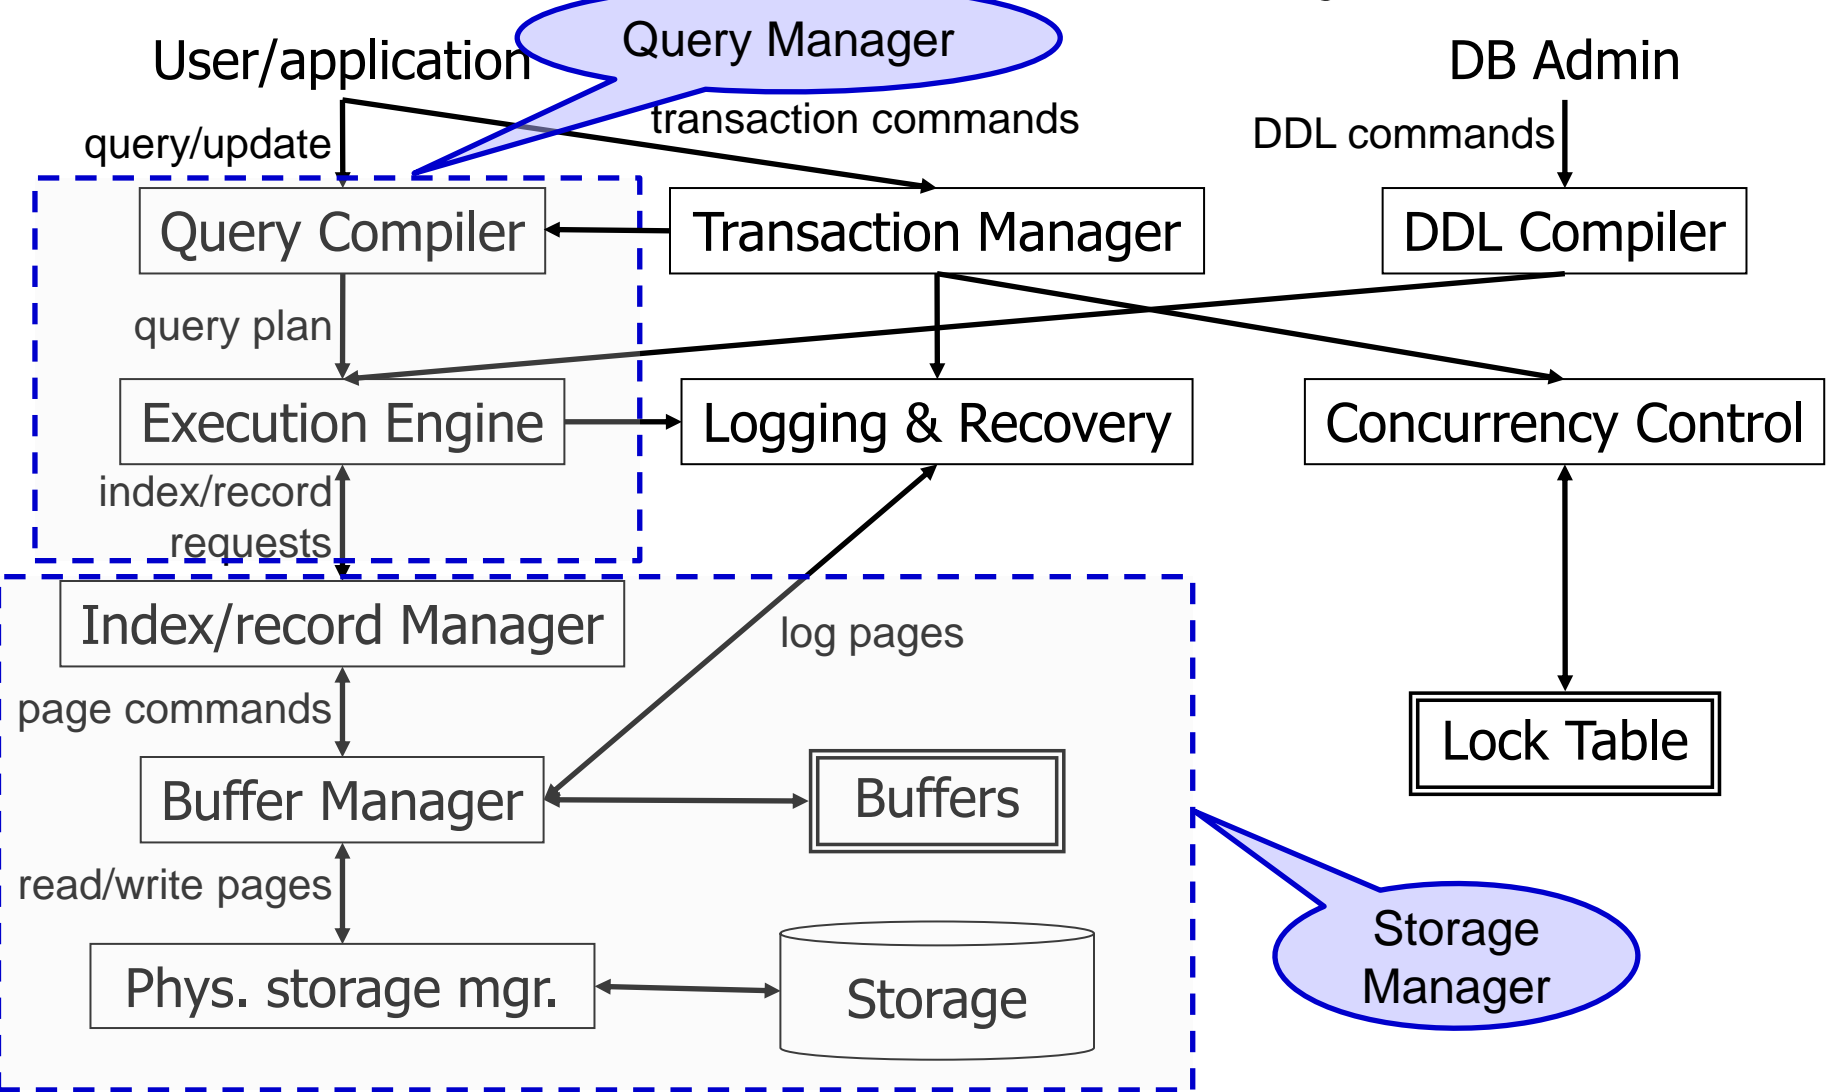 Query Manager
User/application
DB Admin
transaction commands
query/update
DDL commands
Query Compiler
Transaction Manager
DDL Compiler
query plan
Execution Engine
Logging & Recovery
Concurrency Control
index/record
requests
Index/record Manager
log pages
page commands
Lock Table
Buffer Manager
Buffers
read/write pages
Storage
Manager
Phys. storage mgr.
Storage